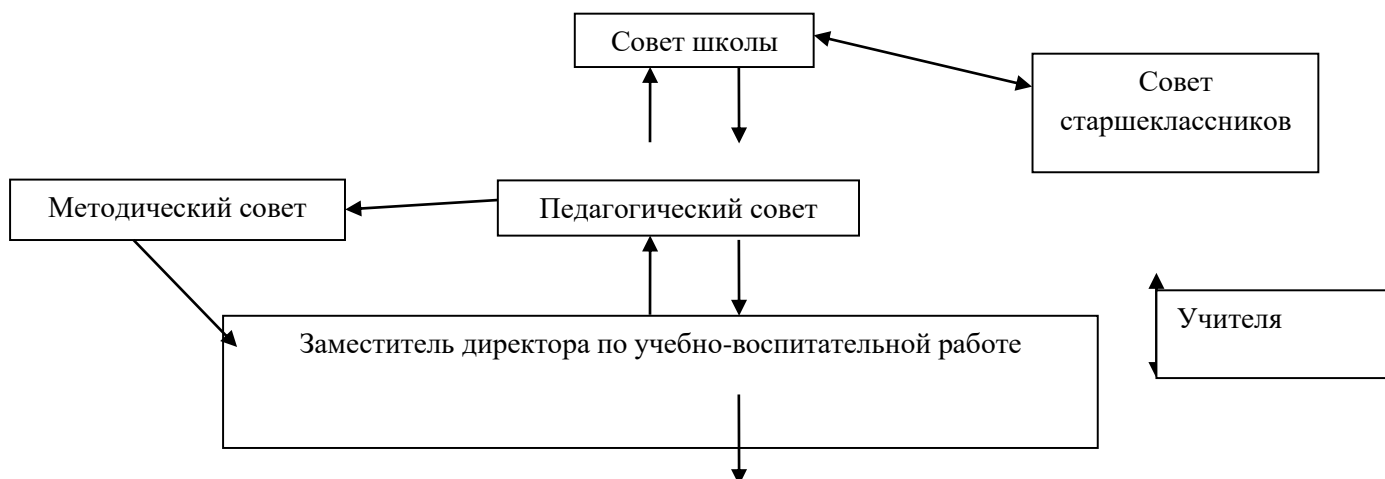 Совет школы
Совет
старшеклассников
Методический совет
Педагогический совет
Учителя
Заместитель директора по учебно-воспитательной работе